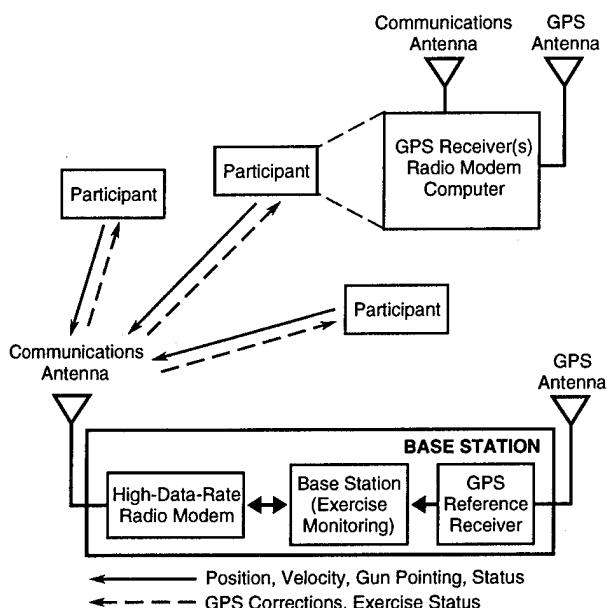 Communications
Antenna
GPS
Antenna
GPS Receiver(s)
Radio Modem
Computer
Participant
Participant
Participant
Communications
Antenna
GPS
Antenna
BASE STATION
High-Data-Rate
Radio Modem
Base Station
(Exercise
Monitoring)
GPS
Reference
Receiver
Position, Velocity, Gun Pointing, Status
GPS Corrections, Exercise Status